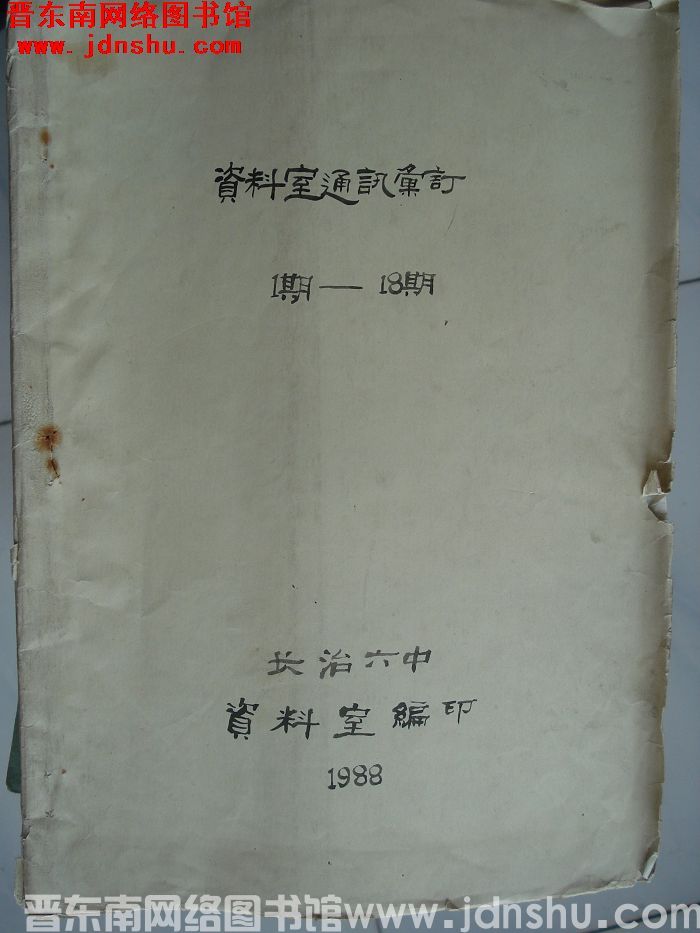 晋东南网络图书馆
www.jdnshu.com
資料室通訊彙訂
1期—18期
长治六中
資料室編印
1988
晋东南网络图书馆www.jdnshu.com